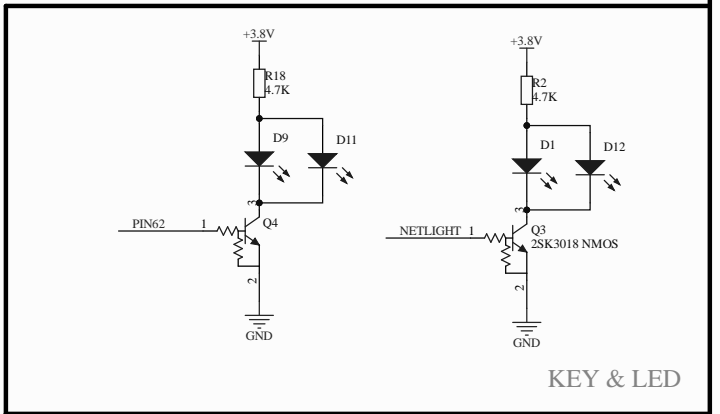 +3.8V
R18
4.7K
D9
D11
3
PIN62
1
Q4
2
GND
+3.8V
R2
4.7K
D1
D12
3
NETLIGHT
1
Q3
2SK3018 NMOS
2
GND
KEY & LED